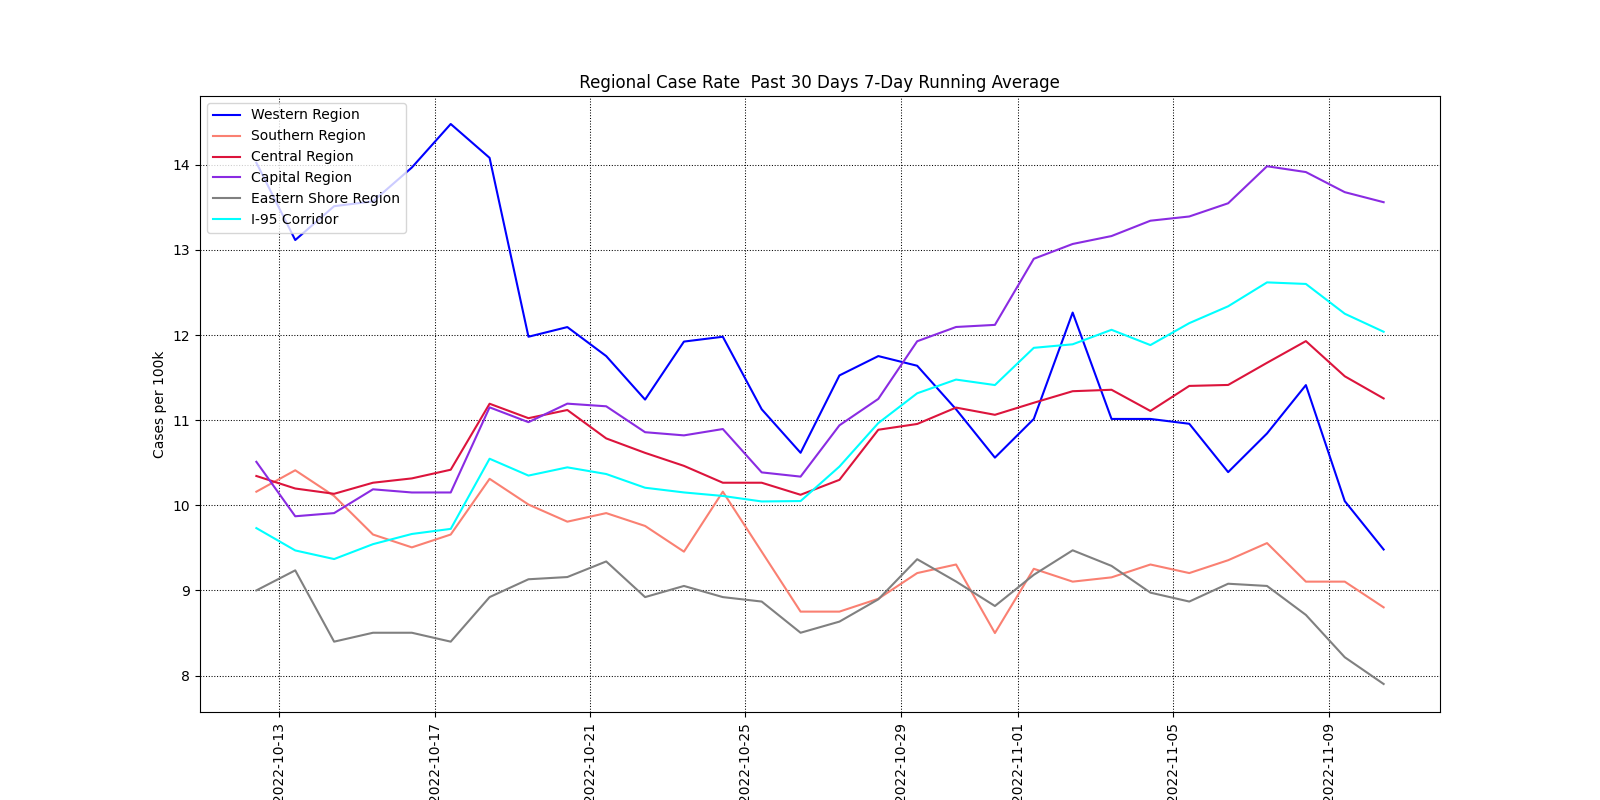 Regional Case Rate  Past 30 Days 7-Day Running Average
Western Region
Southern Region
Central Region
Capital Region
Eastern Shore Region
I-95 Corridor
Cases per 100k
14
13
12
11
10
9
8
2022-10-13
2022-10-17
2022-10-21
2022-10-25
2022-10-29
2022-11-01
2022-11-05
2022-11-09